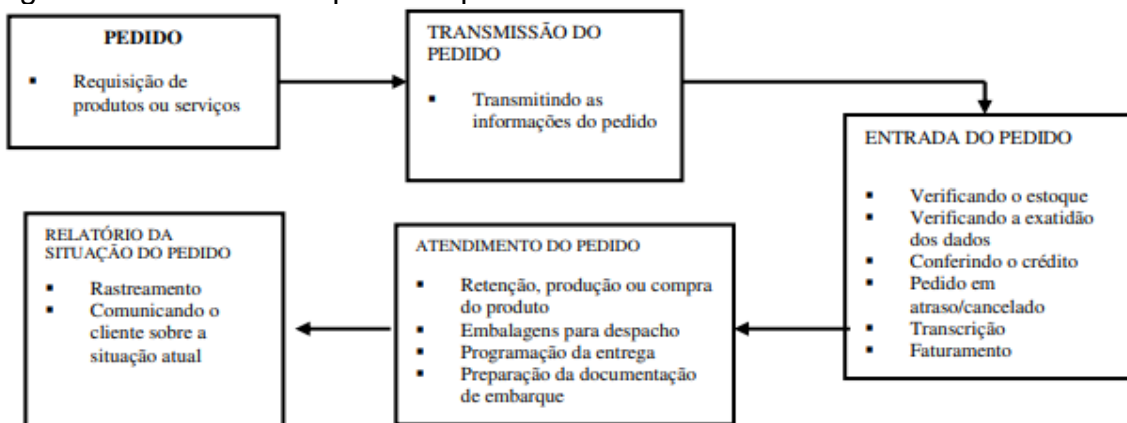 PEDIDO
▪ Requisição de
produtos ou serviços
TRANSMISSÃO DO
PEDIDO
▪ Transmitindo as
informações do pedido
ENTRADA DO PEDIDO
▪ Verificando o estoque
▪ Verificando a exatidão
dos dados
▪ Conferindo o crédito
▪ Pedido em
atraso/cancelado
▪ Transcrição
▪ Faturamento
ATENDIMENTO DO PEDIDO
▪ Retenção, produção ou compra
do produto
▪ Embalagens para despacho
▪ Programação da entrega
▪ Preparação da documentação
de embarque
RELATÓRIO DA
SITUAÇÃO DO PEDIDO
▪ Rastreamento
▪ Comunicando o
cliente sobre a
situação atual